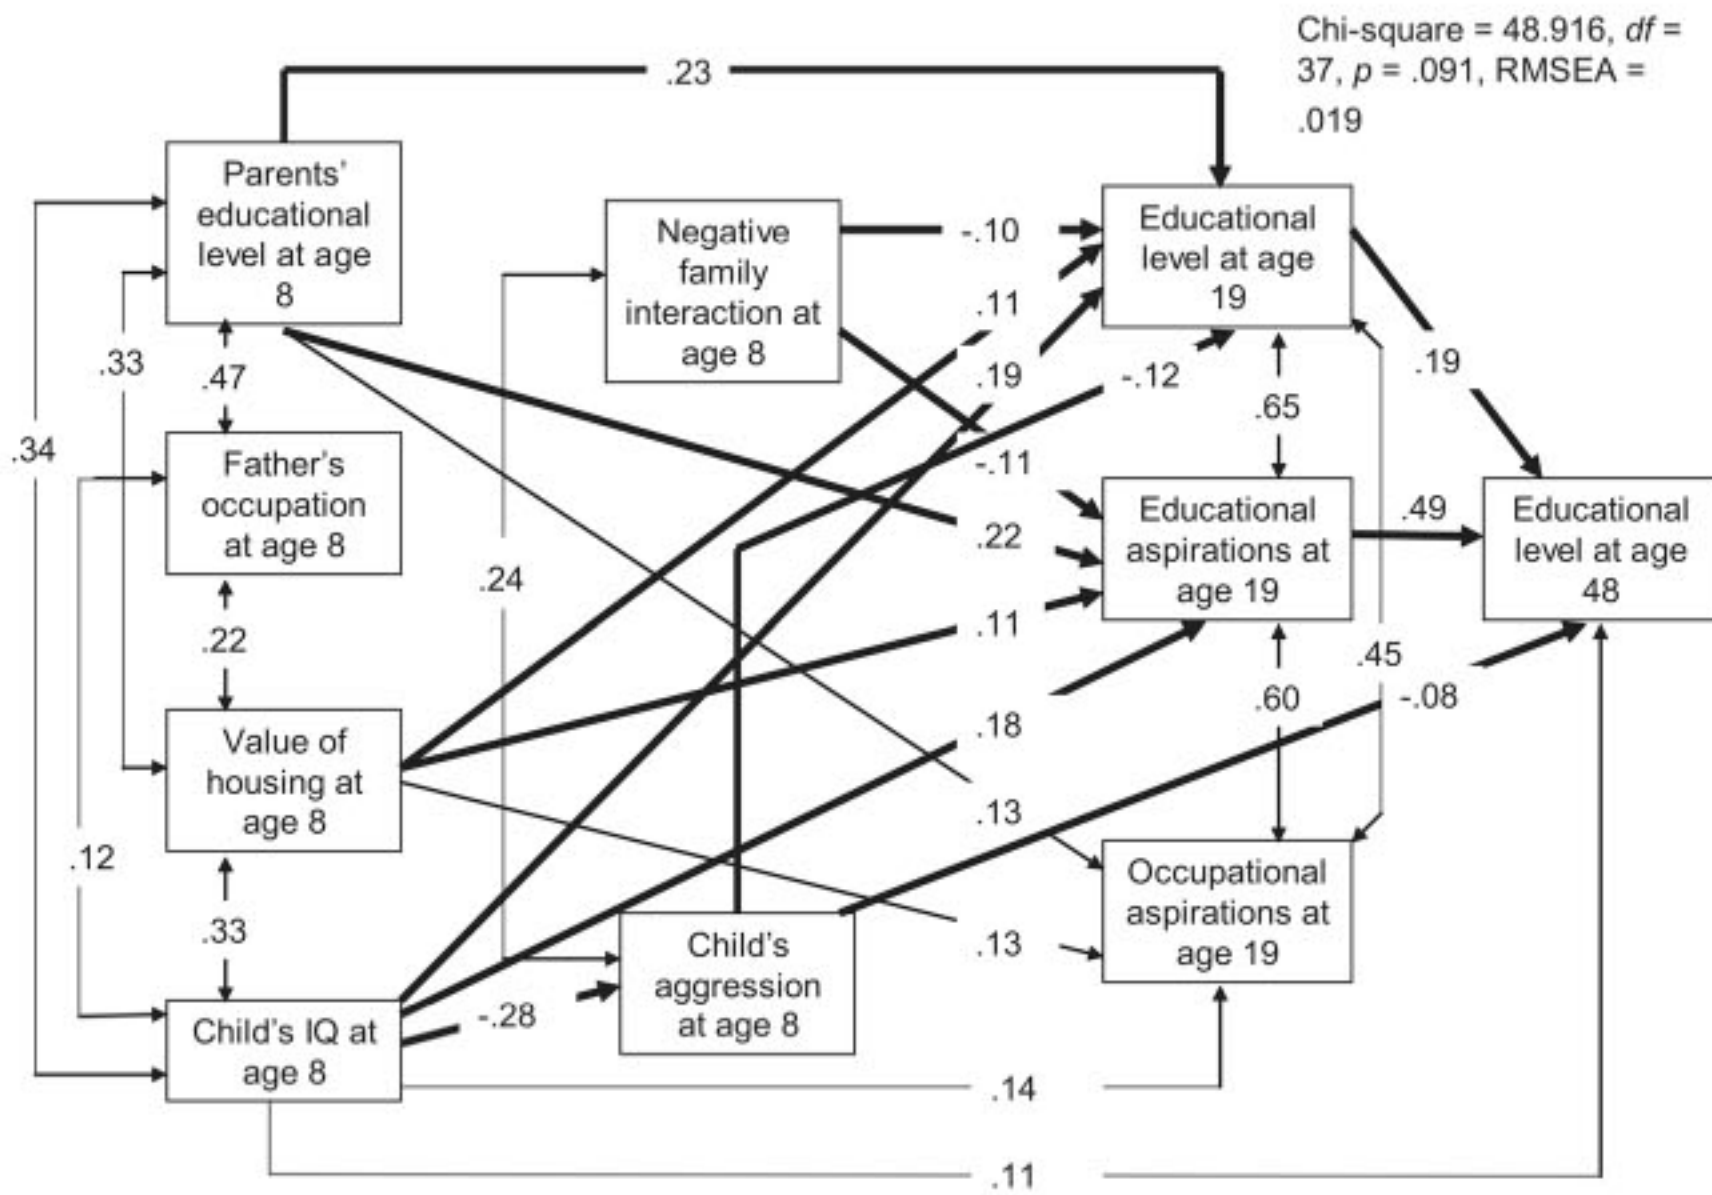 Chi-square = 48.916, df =
37, p = .091, RMSEA =
.019
.23
Parents’
educational
level at age
8
Negative
family
interaction at
age 8
-.10
Educational
level at age
19
.11
.33
.47
.19
-.12
.19
.65
.34
Father’s
occupation
at age 8
-.11
Educational
aspirations at
age 19
.49
Educational
level at age
48
.22
.24
.11
.22
.45
.60
-.08
.18
Value of
housing at
age 8
.13
.12
Occupational
aspirations at
age 19
.33
Child’s
aggression
at age 8
.13
-.28
Child’s IQ at
age 8
.14
.11